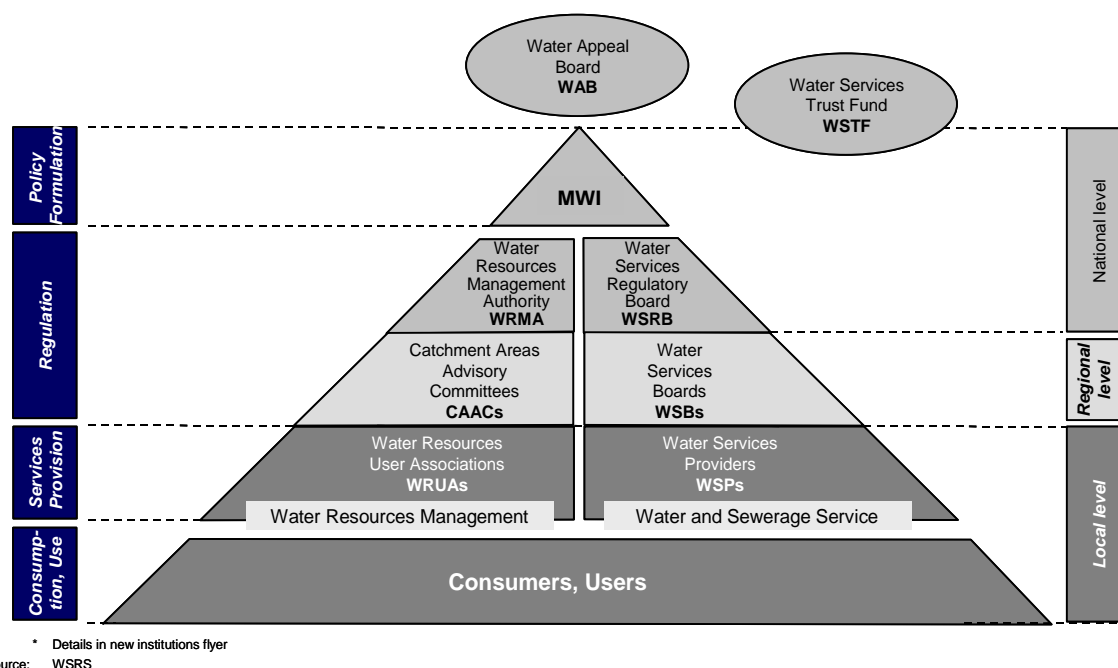 Water Appeal
Board
WAB
Water Services
Trust Fund
WSTF
Policy
Formulation
MWI
National level
Regulation
Water
Resources
Management
Authority
WRMA
Water
Services
Regulatory
Board
WSRB
Catchment Areas
Advisory
Committees
CAACs
Water
Services
Boards
WSBs
Regional
level
Services
Provision
Water Resources
User Associations
WRUAs
Water Services
Providers
WSPs
Water Resources Management
Water and Sewerage Service
Local level
Consump-
tion, Use
Consumers, Users
* Details in new institutions flyer
ource: WSRS